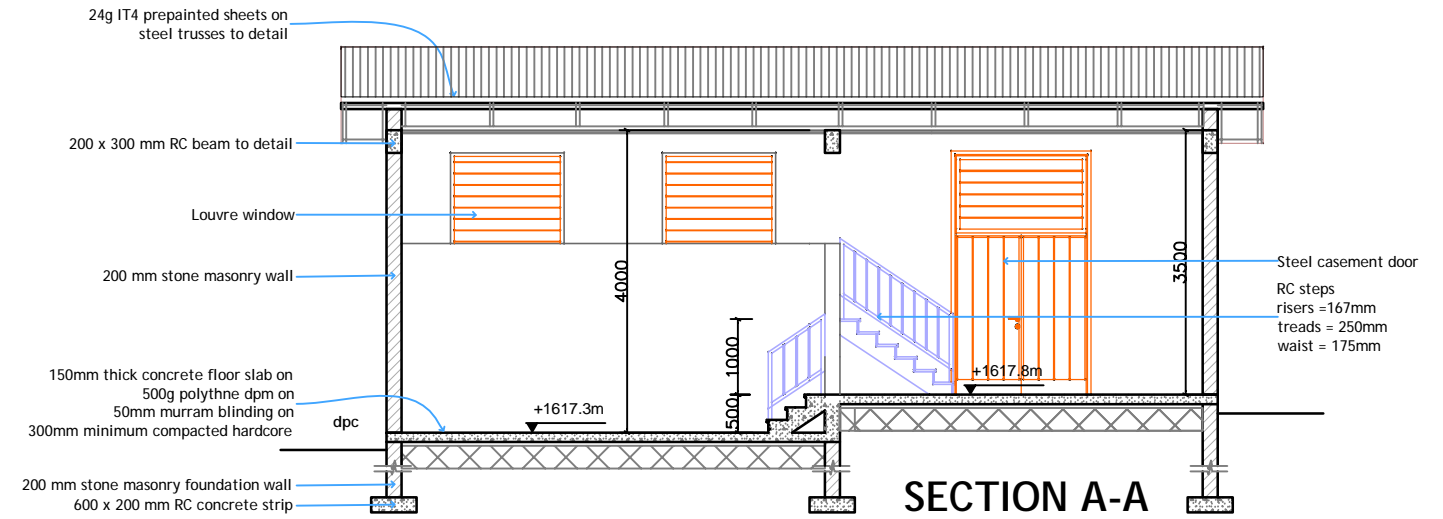 24g IT4 prepainted sheets on
steel trusses to detail
200 x 300 mm RC beam to detail
Louvre window
200 mm stone masonry wall
150mm thick concrete floor slab on
500g polythne dpm on
50mm murram blinding on
300mm minimum compacted hardcore
dpc
200 mm stone masonry foundation wall
600 x 200 mm RC concrete strip
4000
1000
500
+1617.3m
+1617.8m
3500
Steel casement door
RC steps
risers =167mm
treads = 250mm
waist = 175mm
SECTION A-A